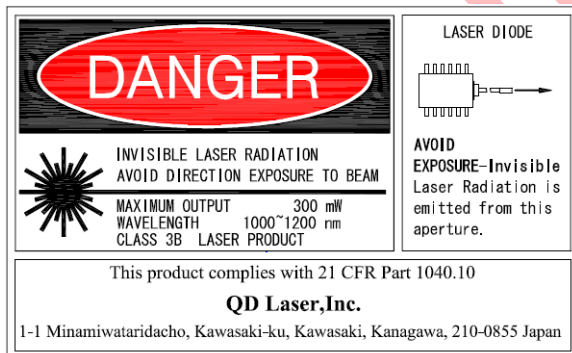 DANGER
INVISIBLE LASER RADIATION
AVOID DIRECTION EXPOSURE TO BEAM
MAXIMUM OUTPUT 300 mW
WAVELENGTH 1000~1200 nm
CLASS 3B LASER PRODUCT
LASER DIODE
AVOID
EXPOSURE-Invisible
Laser Radiation is
emitted from this
aperture.
This product complies with 21 CFR Part 1040.10
QD Laser,Inc.
1-1 Minamiwataridacho, Kawasaki-ku, Kawasaki, Kanagawa, 210-0855 Japan